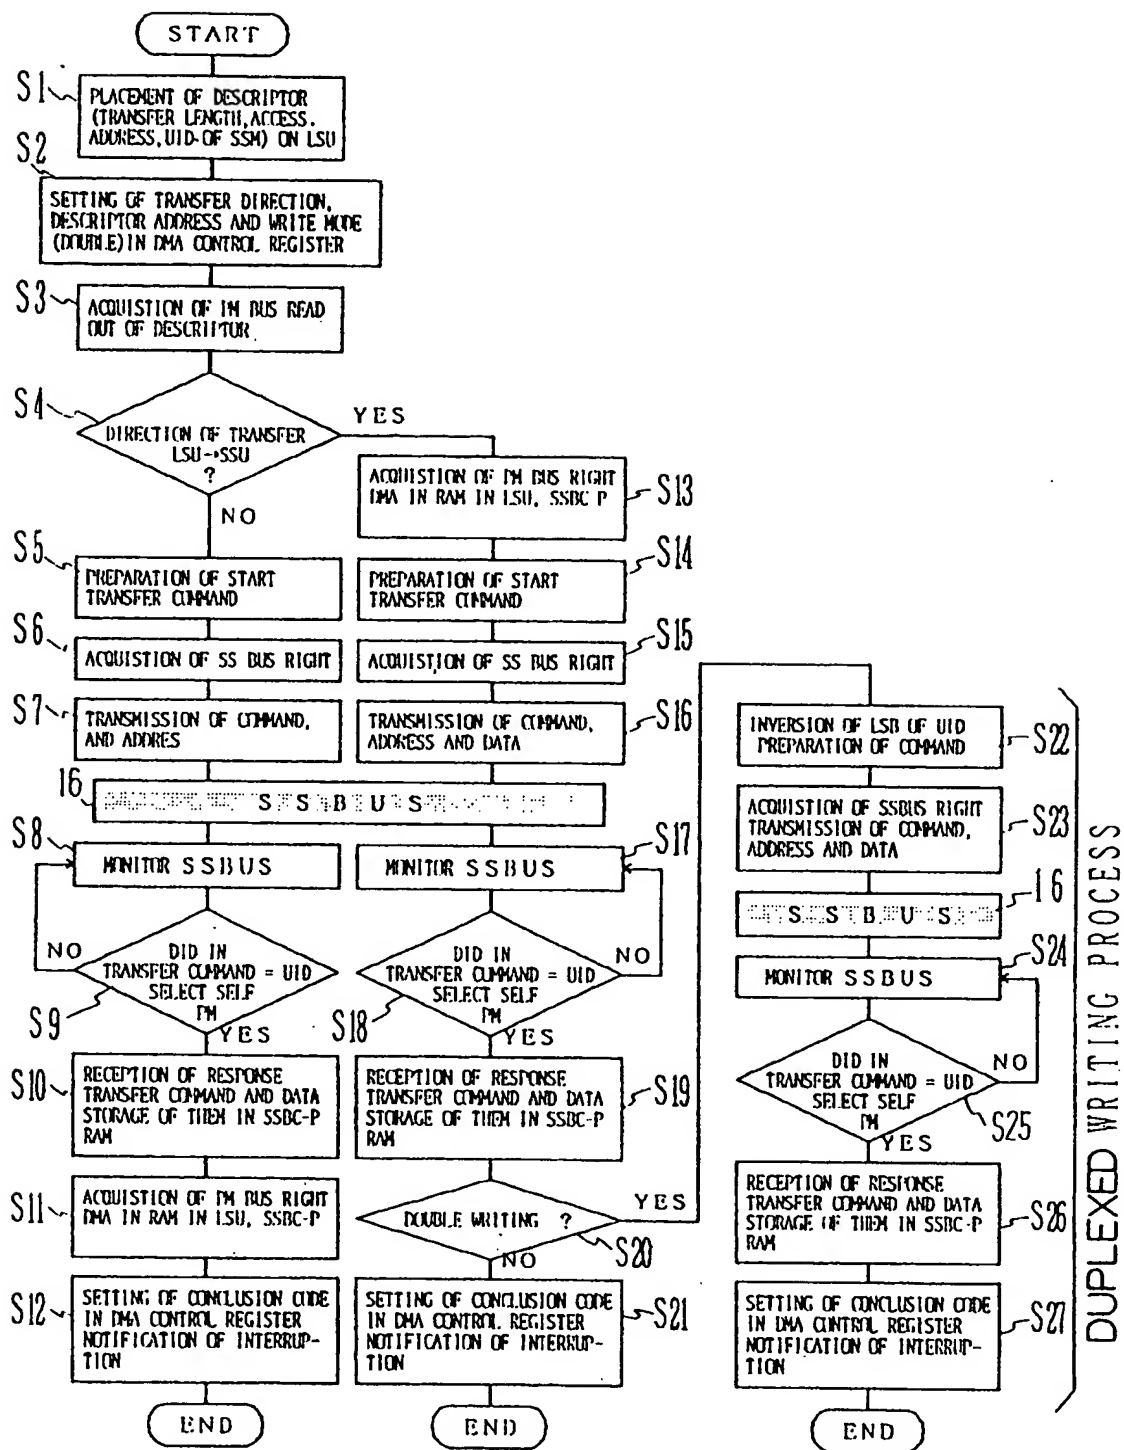 START
S1
PLACEMENT OF DESCRIPTOR
(TRANSFER LENGTH, ACCESS.
ADDRESS, UID-OF SSM) ON LSU
S2
SETTING OF TRANSFER DIRECTION,
DESCRIPTOR ADDRESS AND WRITE MODE
(DOUBLE) IN DMA CONTROL REGISTER
S3
ACQUISTION OF PM BUS READ
OUT OF DESCRIPTOR
S4
DIRECTION OF TRANSFER
LSU→SSU
?
YES
NO
S5
PREPARATION OF START
TRANSFER COMMAND
S6
ACQUISTION OF SS BUS RIGHT
S7
TRANSMISSION OF COMMAND,
AND ADDRES
16
SSBUS
S8
MONITOR SSBUS
NO
DID IN
TRANSFER COMMAND = UID
SELECT SELF
PM
S9
YES
S10
RECEPTION OF RESPONSE
TRANSFER COMMAND AND DATA
STORAGE OF THEM IN SSBC-P
RAM
S11
ACQUISTION OF PM BUS RIGHT
DMA IN RAM IN LSU, SSBC-P
S12
SETTING OF CONCLUSION CODE
IN DMA CONTROL REGISTER
NOTIFICATION OF INTERRUP-
TION
END
ACQUISTION OF PM BUS RIGHT
DMA IN RAM IN LSU, SSBC-P
S13
S14
PREPARATION OF START
TRANSFER COMMAND
S15
ACQUISTION OF SS BUS RIGHT
TRANSMISSION OF COMMAND,
ADDRESS AND DATA
S16
S17
MONITOR SSBUS
DID IN
TRANSFER COMMAND = UID
SELECT SELF
PM
NO
S18
YES
RECEPTION OF RESPONSE
TRANSFER COMMAND AND DATA
STORAGE OF THEM IN SSBC-P
RAM
S19
DOUBLE WRITING ?
YES
S20
NO
SETTING OF CONCLUSION CODE
IN DMA CONTROL REGISTER
NOTIFICATION OF INTERRUP-
TION
S21
END
INVERSION OF LSB OF UID
PREPARATION OF COMMAND
S22
ACQUISTION OF SSBUS RIGHT
TRANSMISSION OF COMMAND,
ADDRESS AND DATA
S23
16
SSBUS
S24
MONITOR SSBUS
NO
DID IN
TRANSFER COMMAND = UID
SELECT SELF
PM
S25
YES
RECEPTION OF RESPONSE
TRANSFER COMMAND AND DATA
STORAGE OF THEM IN SSBC-P
RAM
S26
SETTING OF CONCLUSION CODE
IN DMA CONTROL REGISTER
NOTIFICATION OF INTERRUP-
TION
S27
END
DUPLEXED WRITING PROCESS